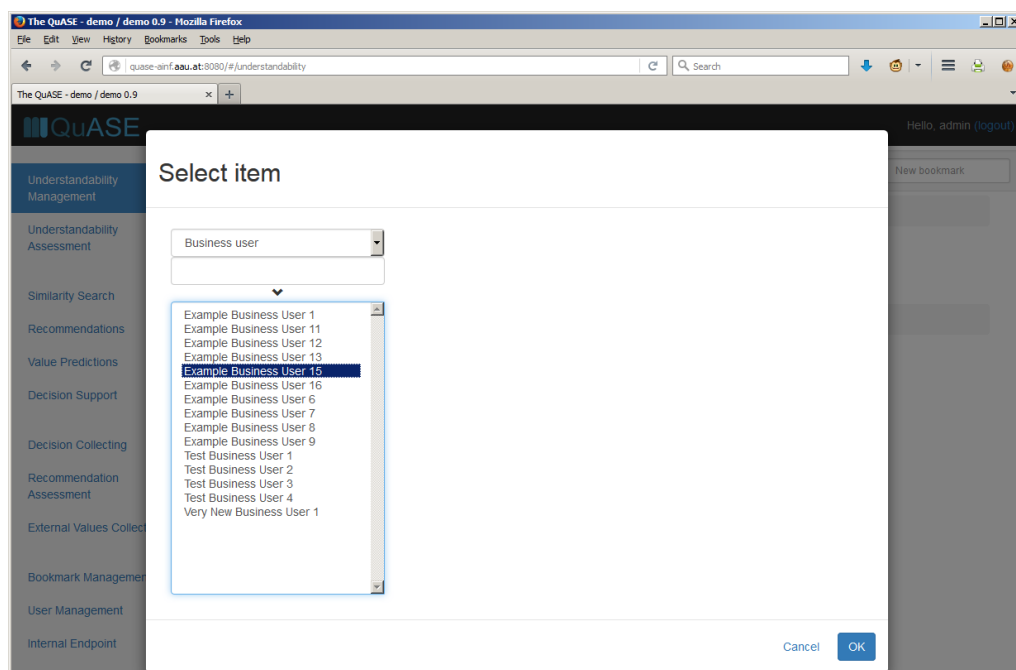 The QuASE - demo / demo 0.9 - Mozilla Firefox
File Edit View History Bookmarks Tools Help
quase-ainf.aau.at:8080/#/understandability
Search
The QuASE - demo / demo 0.9
QuASE
Hello, admin (logout)
New bookmark
Understandability
Management
Understandability
Assessment
Similarity Search
Recommendations
Value Predictions
Decision Support
Decision Collecting
Recommendation
Assessment
External Values Collect
Bookmark Managemen
User Management
Internal Endpoint
Select item
Business user
Example Business User 1
Example Business User 11
Example Business User 12
Example Business User 13
Example Business User 15
Example Business User 16
Example Business User 6
Example Business User 7
Example Business User 8
Example Business User 9
Test Business User 1
Test Business User 2
Test Business User 3
Test Business User 4
Very New Business User 1
Cancel OK